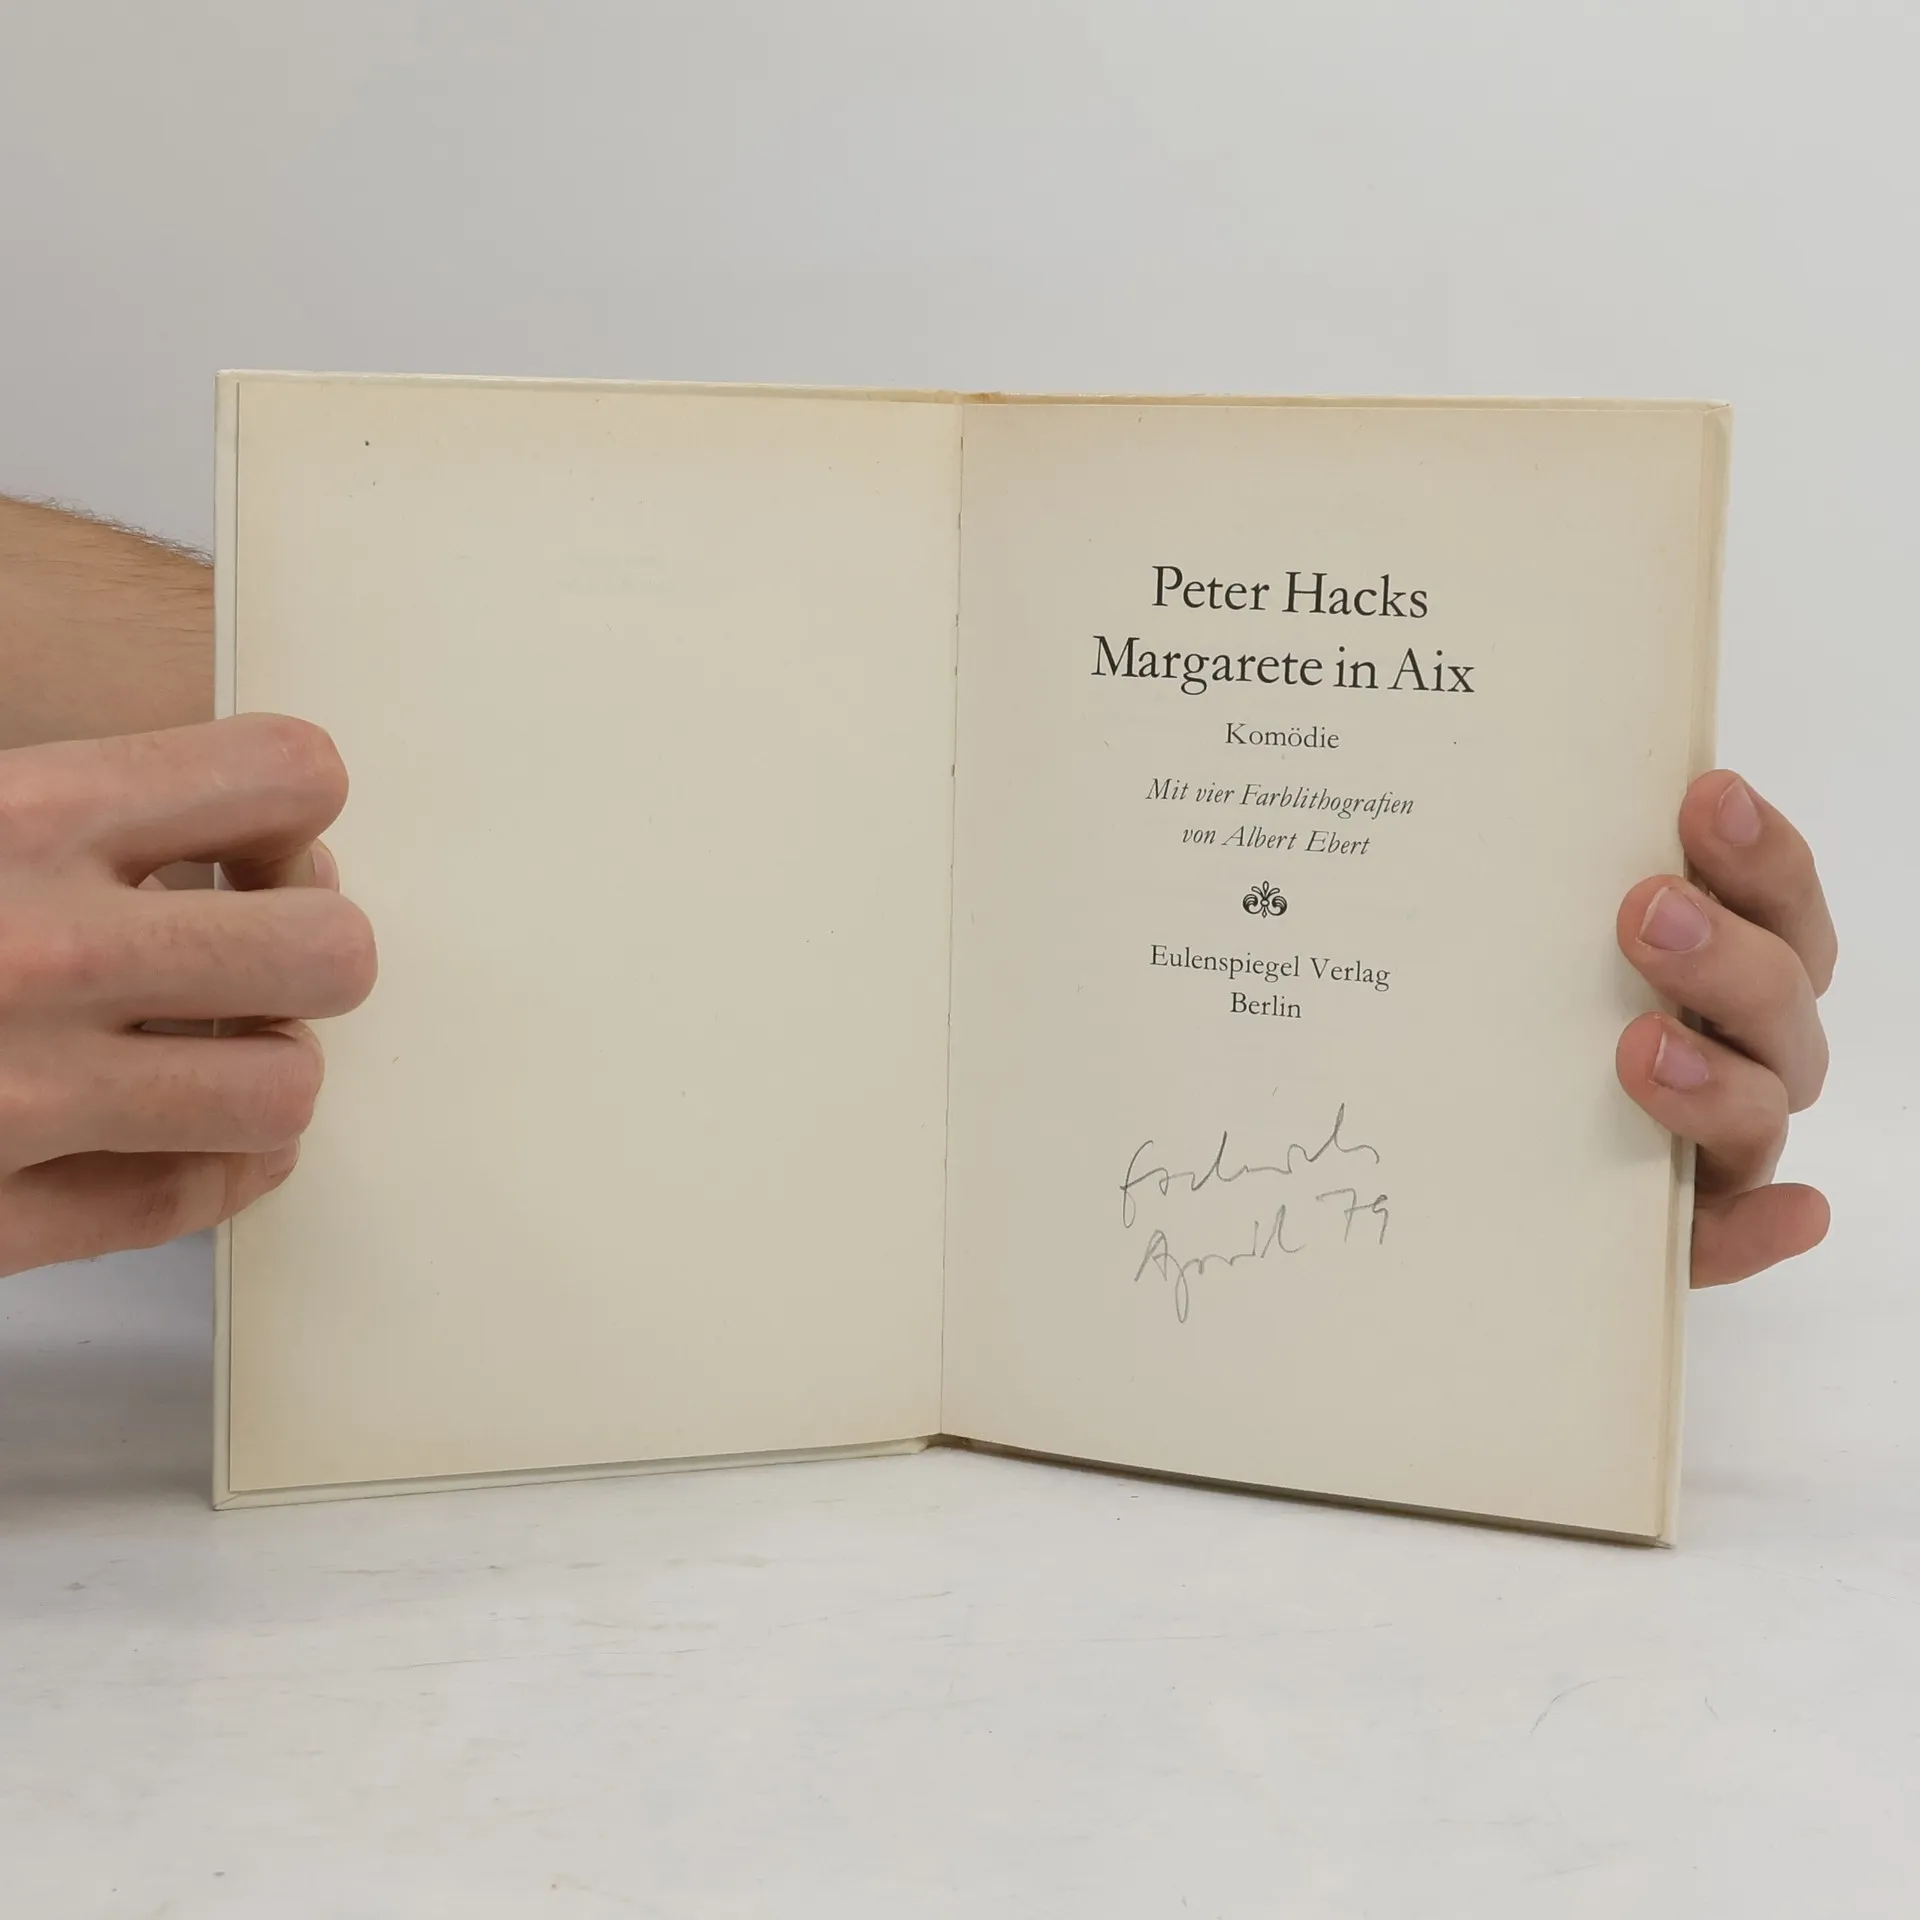 Peter Hacks
Margarete in Aix
Komödie
Mit vier Farblithografien
von Albert Ebert
Eulenspiegel Verlag
Berlin
April 79